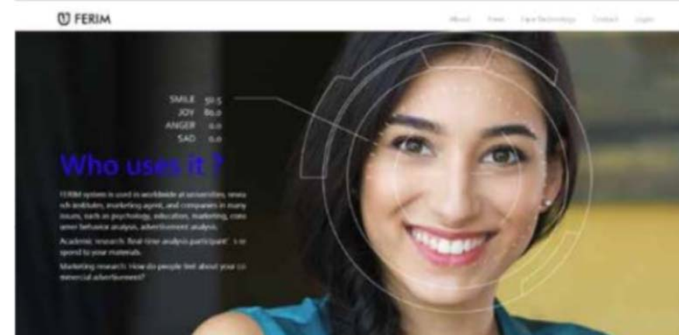 FERIM
About Free Face Technology Contact Login
SMILE 50.5
JOY 80.0
ANGER 0.0
SAD 0.0
Who uses it ?
FERIM system is used in worldwide at universities, resea
rch institutes, marketing agent, and companies in many
issues, such as psychology, education, marketing, cons
umer behavior analysis, advertisement analysis.
Academic research: Real-time analysis participant' s re
spond to your materials.
Marketing research: How do people feel about your co
mmercial advertisement?